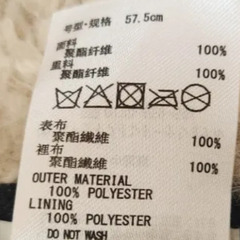 号型·规格 57.5cm
面料
聚酯纤维 100%
里料
聚酯纤维 100%
表布
聚酯纖維 100%
裡布
聚酯纖維 100%
OUTER MATERIAL
100% POLYESTER
LINING
100% POLYESTER
DO NOT WASH